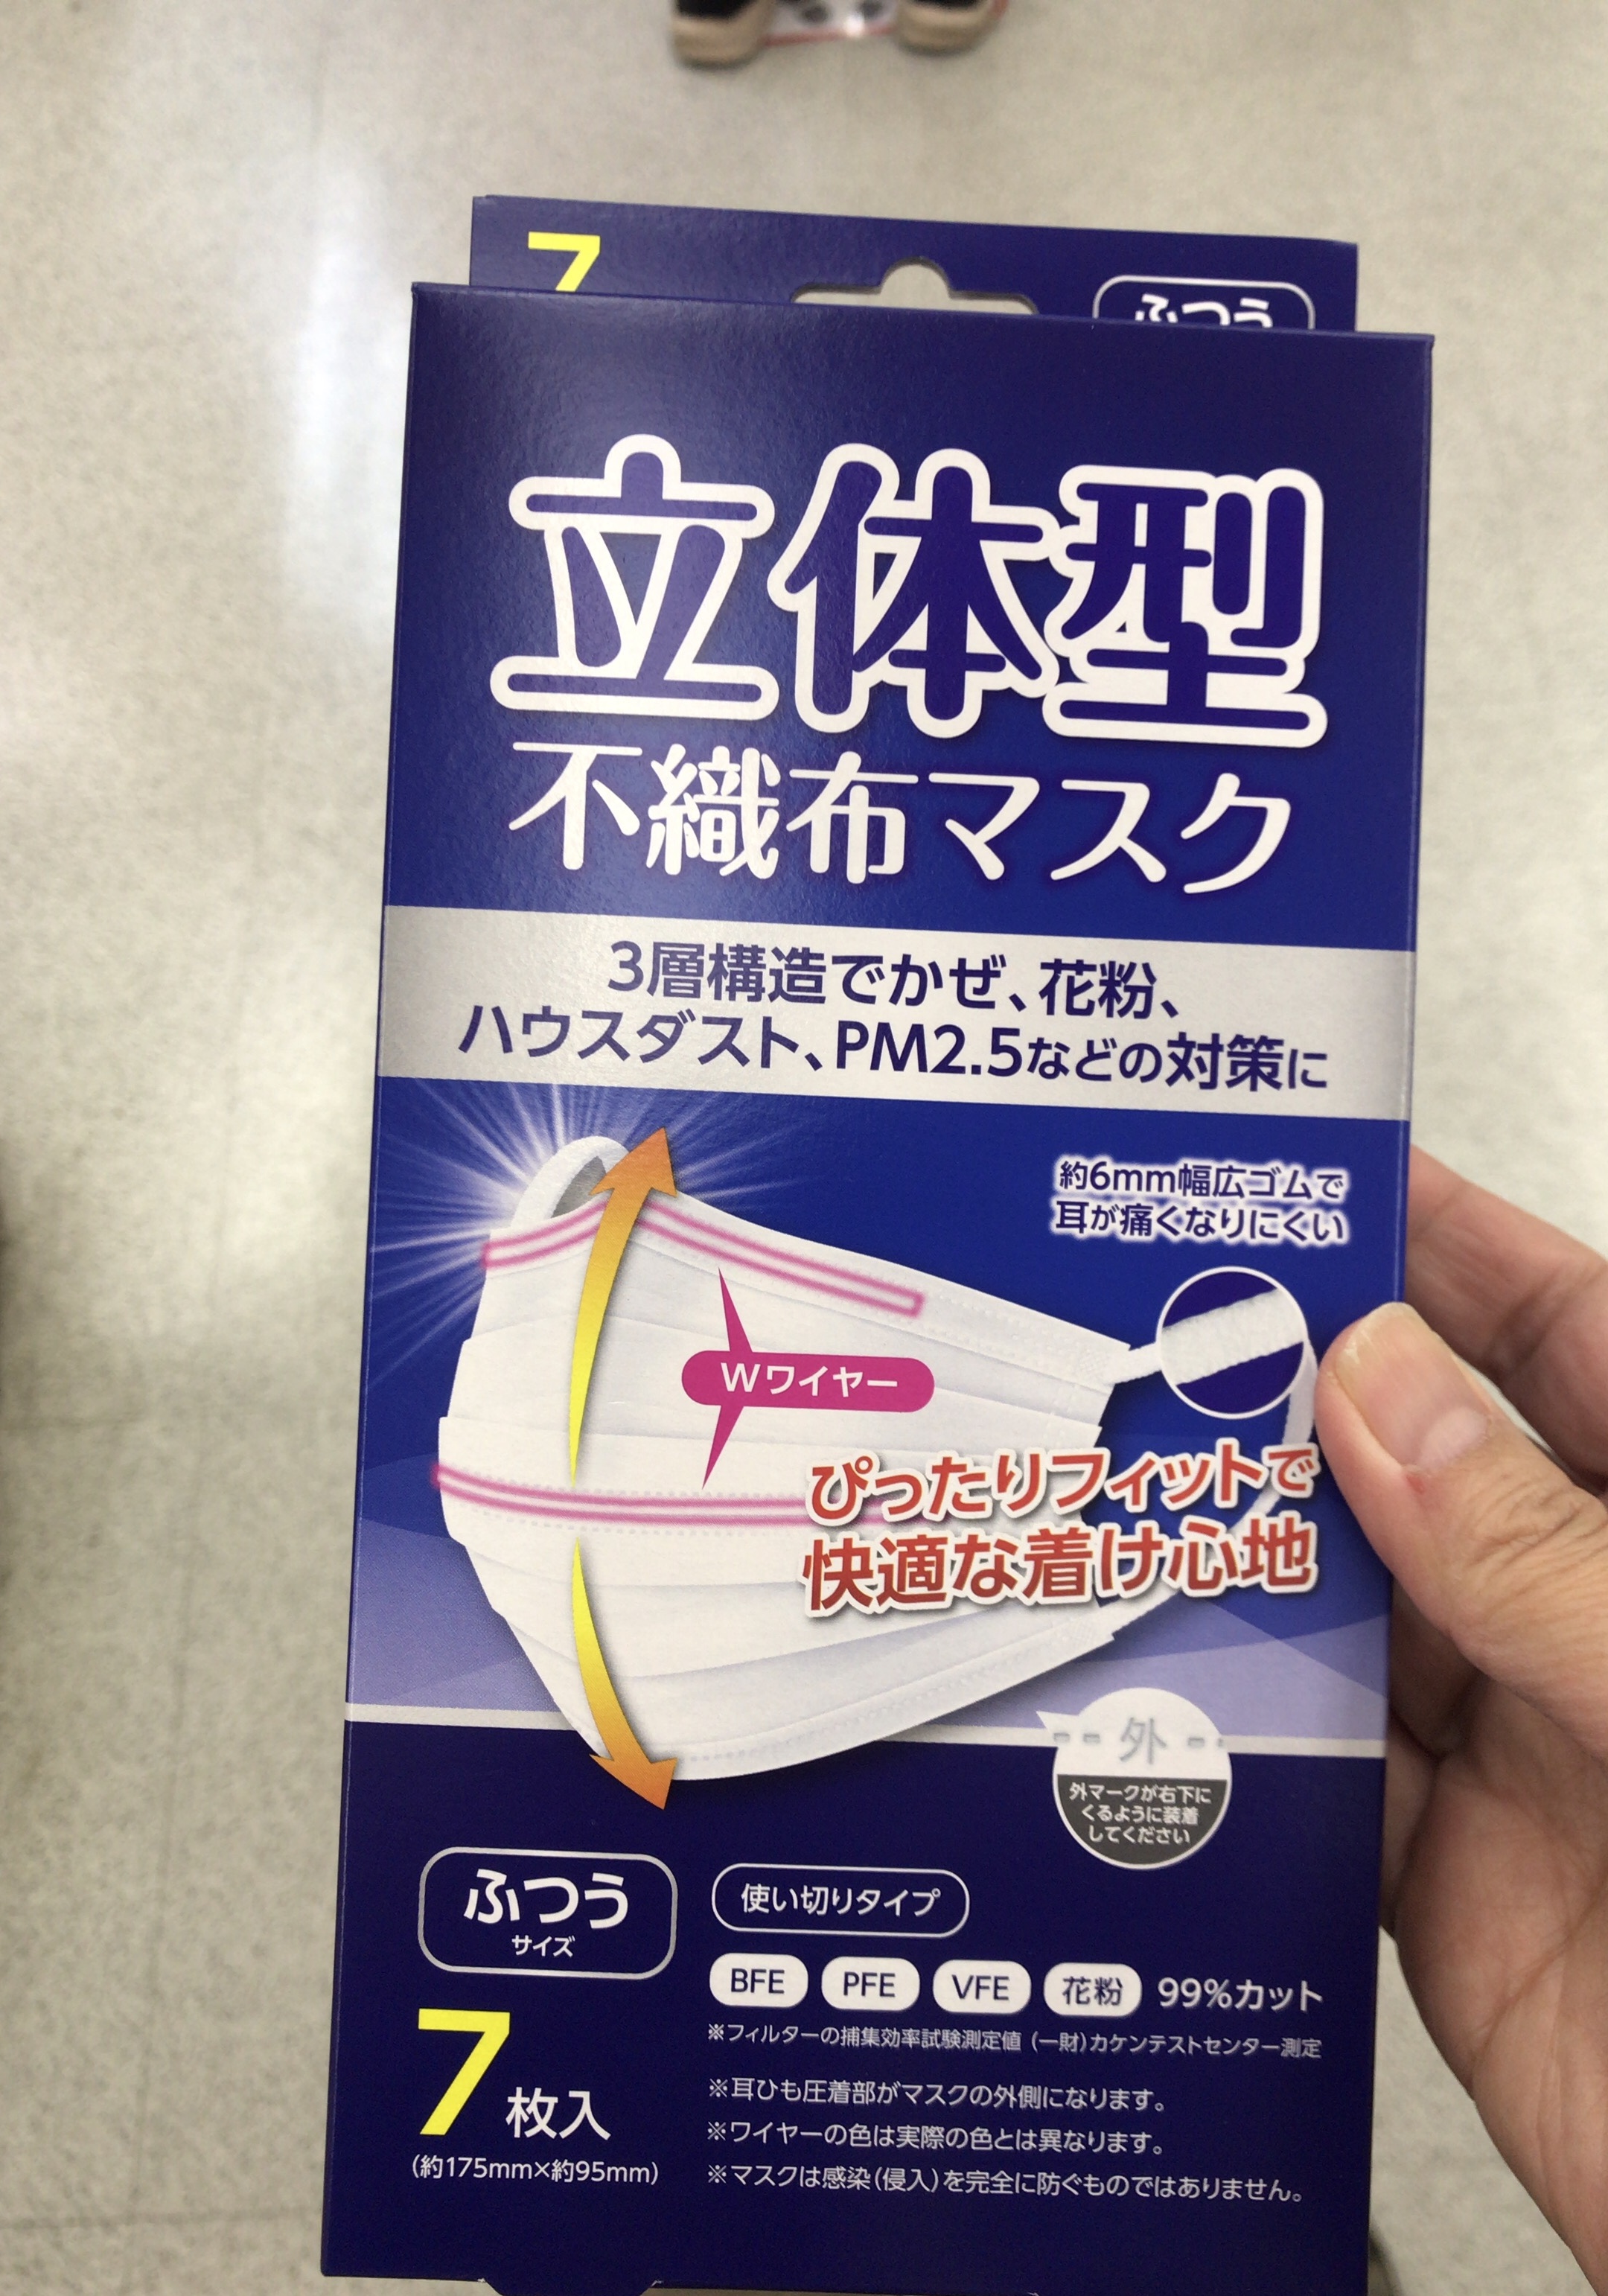 7
ふつう
立体型
不織布マスク
3層構造でかぜ、花粉、
ハウスダスト、PM2.5などの対策に
約6mm幅広ゴムで
耳が痛くなりにくい
Wワイヤー
ぴったりフィットで
快適な着け心地
外
外マークが右下に
くるように装着
してください
ふつう
サイズ
使い切りタイプ
BFE PFE VFE 花粉 99%カット
※フィルターの捕集効率試験測定値 (一財)カケンテストセンター測定
7枚入
(約175mm×約95mm)
※耳ひも圧着部がマスクの外側になります。
※ワイヤーの色は実際の色とは異なります。
※マスクは感染(侵入)を完全に防ぐものではありません。